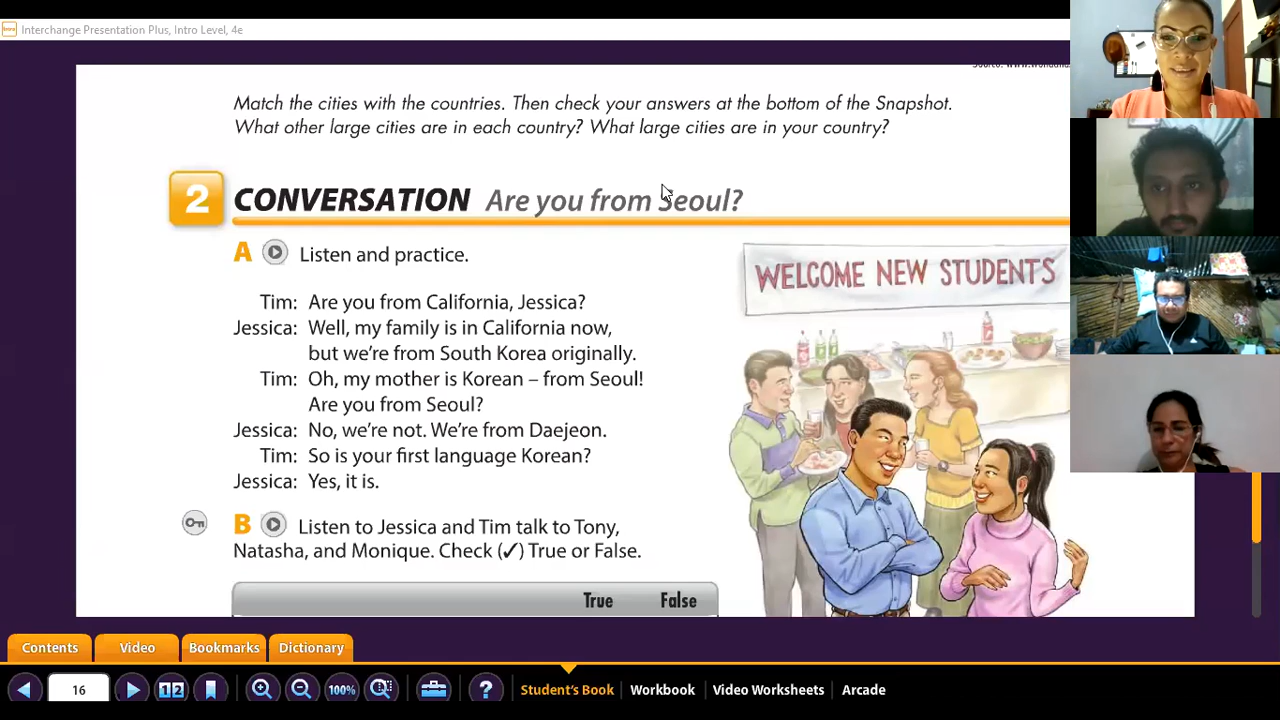 Interchange Presentation Plus, Intro Level, 4e
Match the cities with the countries. Then check your answers at the bottom of the Snapshot.
What other large cities are in each country? What large cities are in your country?
2 CONVERSATION Are you from Seoul?
A Listen and practice.
Tim: Are you from California, Jessica?
Jessica: Well, my family is in California now,
but we're from South Korea originally.
Tim: Oh, my mother is Korean – from Seoul!
Are you from Seoul?
Jessica: No, we're not. We're from Daejeon.
Tim: So is your first language Korean?
Jessica: Yes, it is.
WELCOME NEW STUDENTS
B Listen to Jessica and Tim talk to Tony,
Natasha, and Monique. Check (✓) True or False.
True False
Contents Video Bookmarks Dictionary
16 1 2 100% ? Student's Book Workbook Video Worksheets Arcade